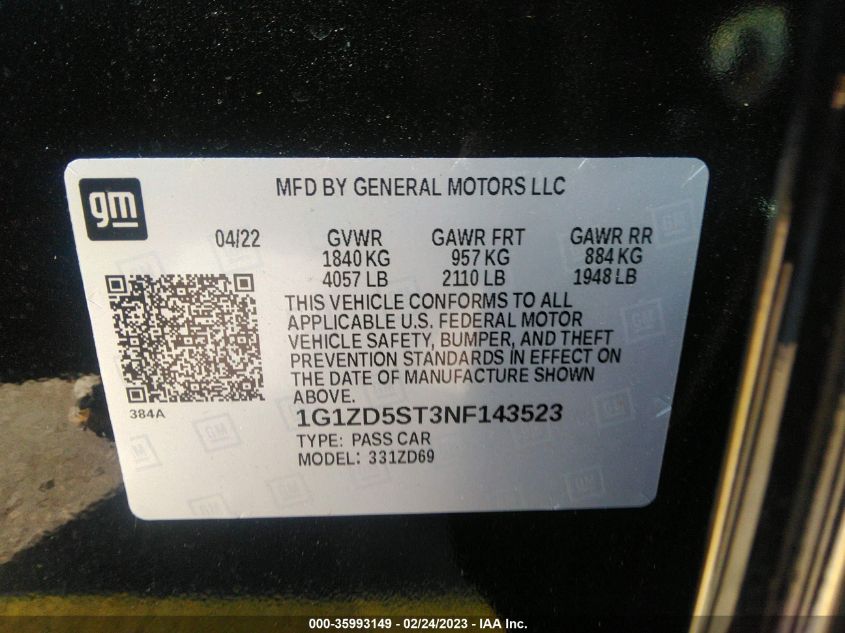 gm
MFD BY GENERAL MOTORS LLC
04/22 GVWR GAWR FRT GAWR RR
1840 KG 957 KG 884 KG
4057 LB 2110 LB 1948 LB
THIS VEHICLE CONFORMS TO ALL
APPLICABLE U.S. FEDERAL MOTOR
VEHICLE SAFETY, BUMPER, AND THEFT
PREVENTION STANDARDS IN EFFECT ON
THE DATE OF MANUFACTURE SHOWN
ABOVE.
384A
1G1ZD5ST3NF143523
TYPE: PASS CAR
MODEL: 331ZD69
000-35993149 - 02/24/2023 - IAA Inc.